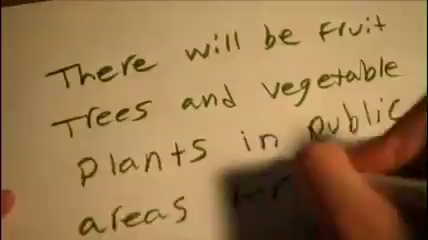 There will be fruit
Trees and vegetable
plants in public
areas